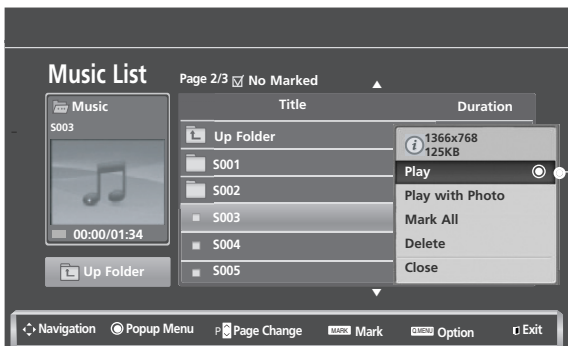 Music List
Page 2/3 No Marked
Music
S003
00:00/01:34
Up Folder
Title Duration
Up Folder
S001
S002
S003
S004
S005
1366x768
125KB
Play
Play with Photo
Mark All
Delete
Close
Navigation Popup Menu P Page Change MARK Mark Q.MENU Option Exit